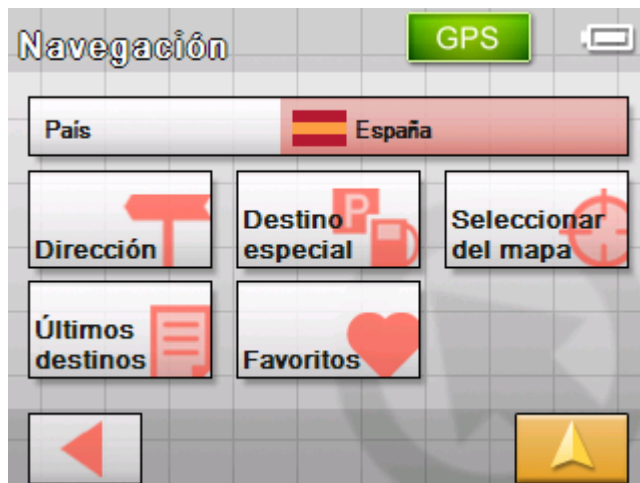 Navegación
GPS
País
España
Dirección
P
Destino
especial
Seleccionar
del mapa
Últimos
destinos
Favoritos